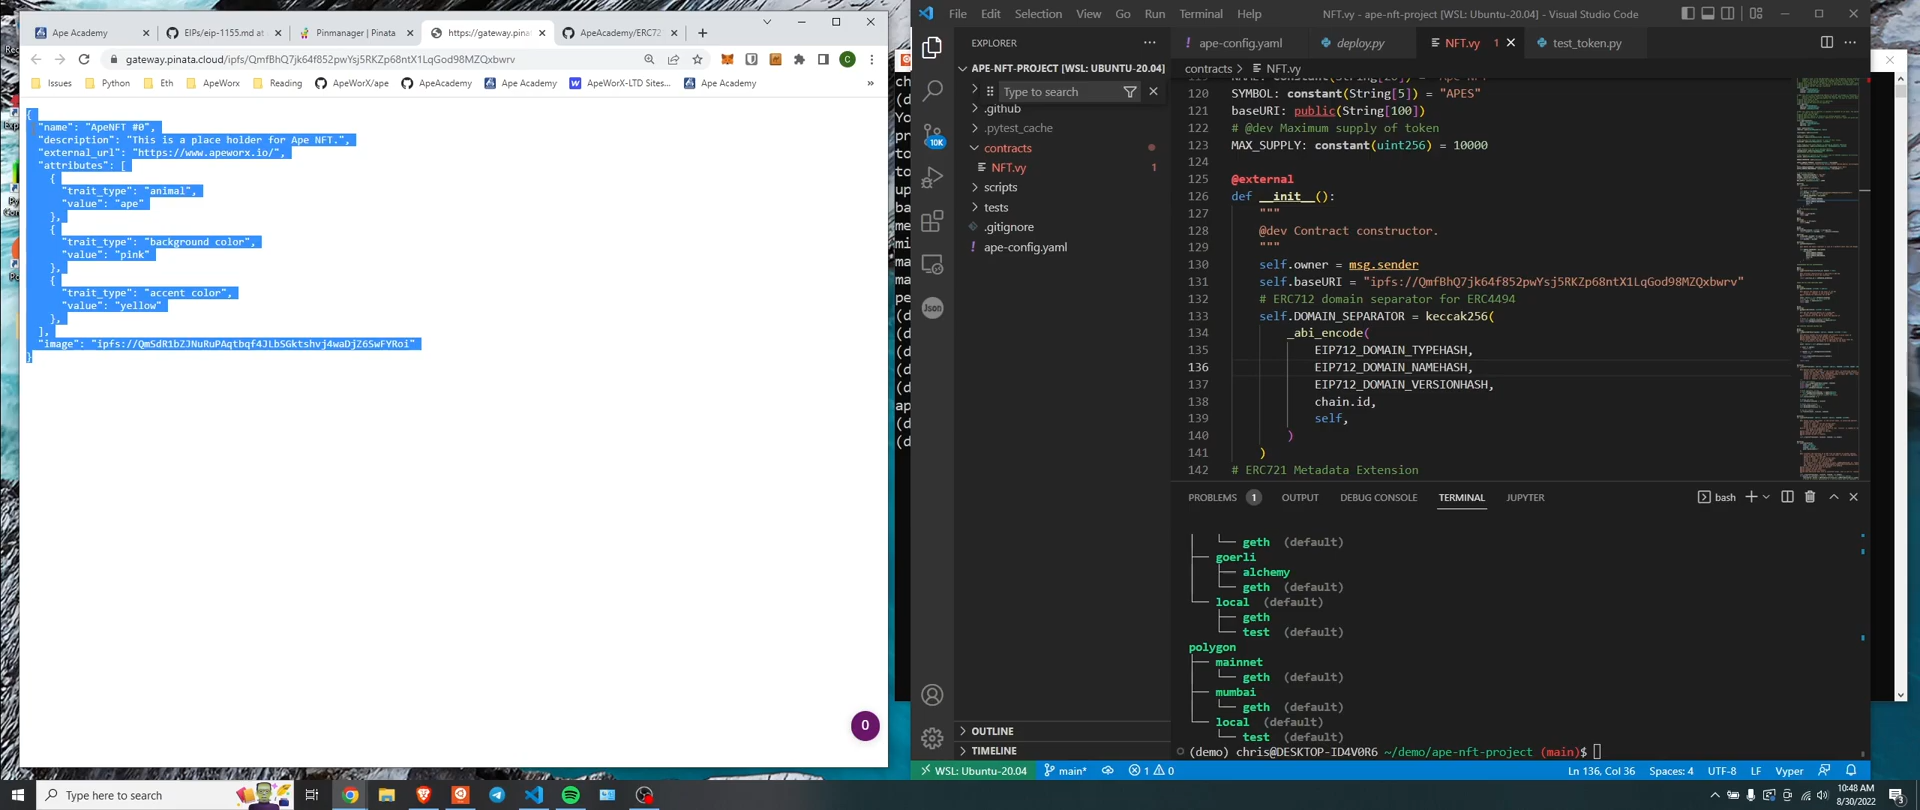 Ape Academy
EIPs/eip-1155.md at
Pinmanager | Pinata
https://gateway.pina
ApeAcademy/ERC72
gateway.pinata.cloud/ipfs/QmfBhQ7jk64f852pwYsj5RKZp68ntX1LqGod98MZQxbwrv
C
Issues
Python
Eth
ApeWorX
Reading
ApeWorX/ape
ApeAcademy
Ape Academy
ApeWorX-LTD Sites...
Ape Academy
»
{
"name": "ApeNFT #0",
"description": "This is a place holder for Ape NFT.",
"external_url": "https://www.apeworx.io/",
"attributes": [
{
"trait_type": "animal",
"value": "ape"
},
{
"trait_type": "background color",
"value": "pink"
},
{
"trait_type": "accent color",
"value": "yellow"
},
],
"image": "ipfs://QmSdR1bZJNuRuPAqtbqf4JLbSGktshvj4waDjZ6SwFYRoi"
}
0
File Edit Selection View Go Run Terminal Help
NFT.vy - ape-nft-project [WSL: Ubuntu-20.04] - Visual Studio Code
EXPLORER
APE-NFT-PROJECT [WSL: UBUNTU-20.04]
Type to search
.github
.pytest_cache
contracts
NFT.vy 1
scripts
tests
.gitignore
! ape-config.yaml
10K
Json
OUTLINE
TIMELINE
! ape-config.yaml
deploy.py
NFT.vy 1
test_token.py
contracts > NFT.vy
120 SYMBOL: constant(String[5]) = "APES"
121 baseURI: public(String[100])
122 # @dev Maximum supply of token
123 MAX_SUPPLY: constant(uint256) = 10000
124
125 @external
126 def __init__():
127 """
128 @dev Contract constructor.
129 """
130 self.owner = msg.sender
131 self.baseURI = "ipfs://QmfBhQ7jk64f852pwYsj5RKZp68ntX1LqGod98MZQxbwrv"
132 # ERC712 domain separator for ERC4494
133 self.DOMAIN_SEPARATOR = keccak256(
134 _abi_encode(
135 EIP712_DOMAIN_TYPEHASH,
136 EIP712_DOMAIN_NAMEHASH,
137 EIP712_DOMAIN_VERSIONHASH,
138 chain.id,
139 self,
140 )
141 )
142 # ERC721 Metadata Extension
PROBLEMS 1 OUTPUT DEBUG CONSOLE TERMINAL JUPYTER
bash
geth (default)
goerli
alchemy
geth (default)
local (default)
geth
test (default)
polygon
mainnet
geth (default)
mumbai
geth (default)
local (default)
test (default)
(demo) chris@DESKTOP-ID4V0R6 ~/demo/ape-nft-project (main)$
WSL: Ubuntu-20.04 main* 1 0
Ln 136, Col 36 Spaces: 4 UTF-8 LF Vyper
Type here to search
10:48 AM
8/30/2022
3